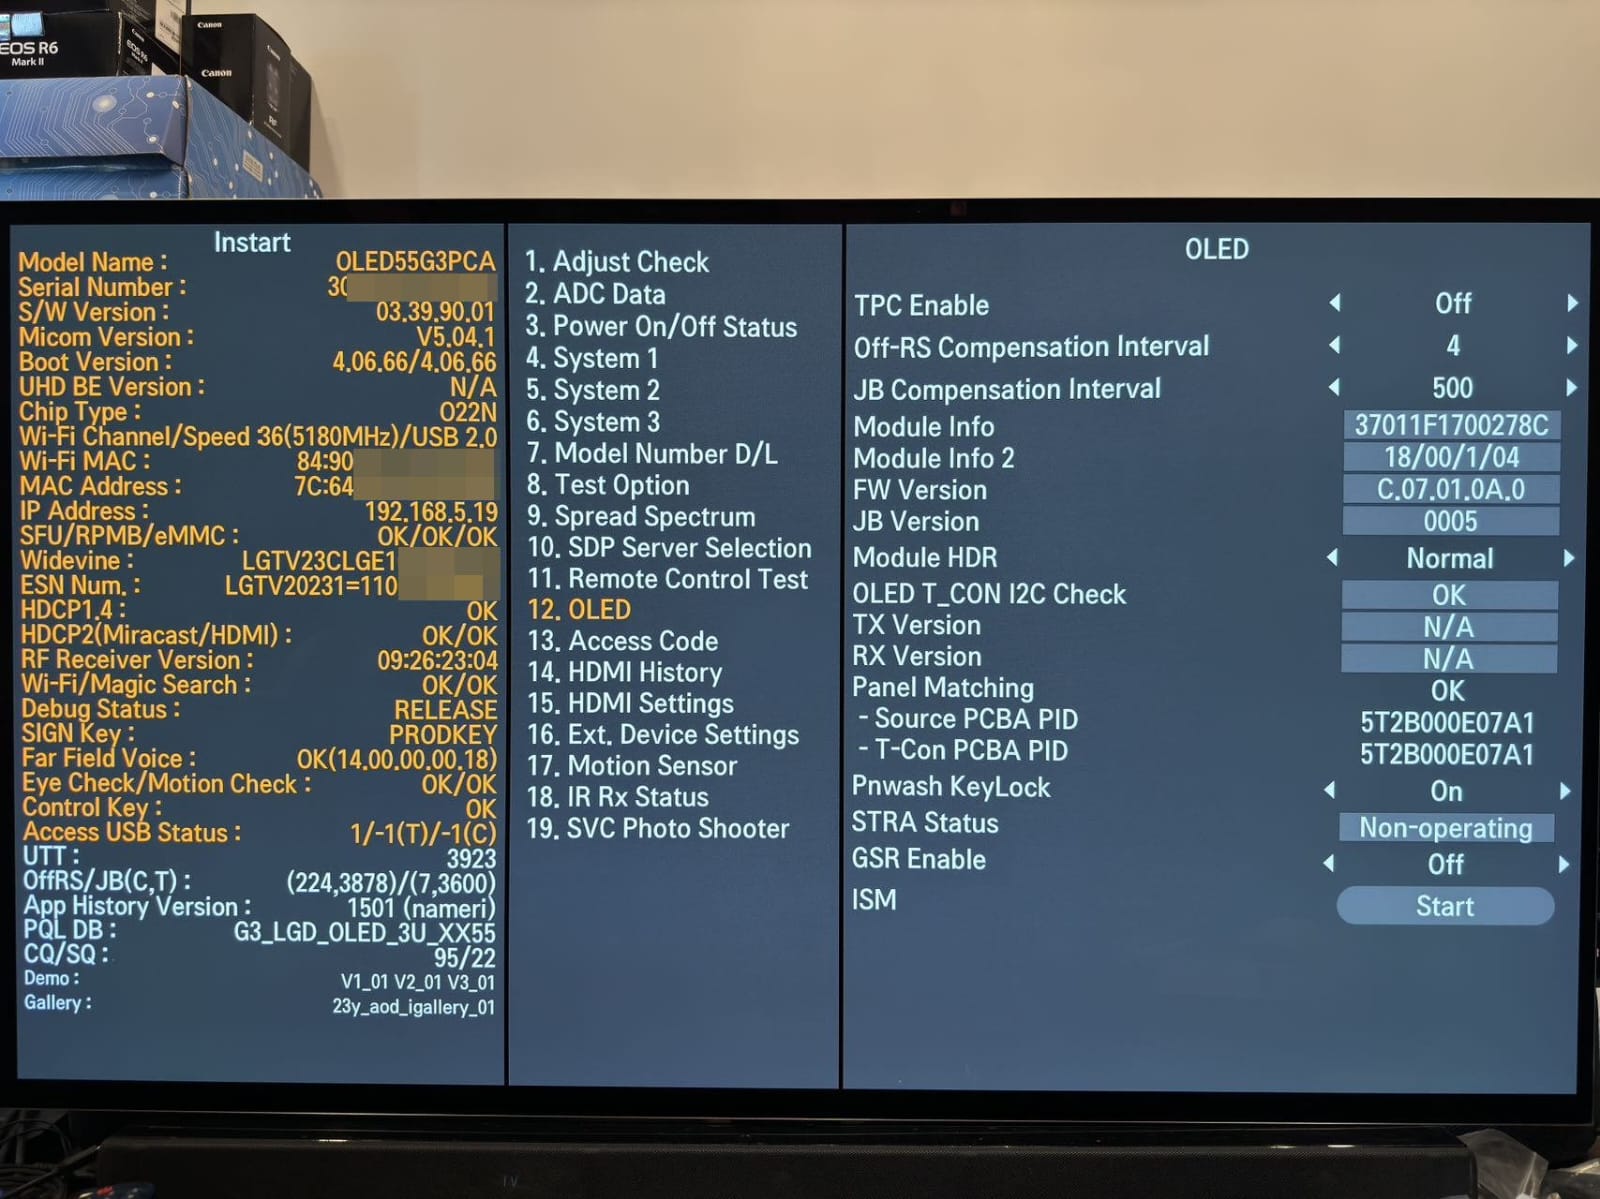 EOS R6
Mark II
Canon
Canon
RF
Instart
Model Name : OLED55G3PCA
Serial Number : 30
S/W Version : 03.39.90.01
Micom Version : V5.04.1
Boot Version : 4.06.66/4.06.66
UHD BE Version : N/A
Chip Type : O22N
Wi-Fi Channel/Speed 36(5180MHz)/USB 2.0
Wi-Fi MAC : 84:90
MAC Address : 7C:64
IP Address : 192.168.5.19
SFU/RPMB/eMMC : OK/OK/OK
Widevine : LGTV23CLGE1
ESN Num. : LGTV20231=110
HDCP1.4 : OK
HDCP2(Miracast/HDMI) : OK/OK
RF Receiver Version : 09:26:23:04
Wi-Fi/Magic Search : OK/OK
Debug Status : RELEASE
SIGN Key : PRODKEY
Far Field Voice : OK(14.00.00.00.18)
Eye Check/Motion Check : OK/OK
Control Key : OK
Access USB Status : 1/-1(T)/-1(C)
UTT : 3923
OffRS/JB(C,T) : (224,3878)/(7,3600)
App History Version : 1501 (nameri)
PQL DB : G3_LGD_OLED_3U_XX55
CQ/SQ : 95/22
Demo : V1_01 V2_01 V3_01
Gallery : 23y_aod_igallery_01
1. Adjust Check
2. ADC Data
3. Power On/Off Status
4. System 1
5. System 2
6. System 3
7. Model Number D/L
8. Test Option
9. Spread Spectrum
10. SDP Server Selection
11. Remote Control Test
12. OLED
13. Access Code
14. HDMI History
15. HDMI Settings
16. Ext. Device Settings
17. Motion Sensor
18. IR Rx Status
19. SVC Photo Shooter
OLED
TPC Enable Off
Off-RS Compensation Interval 4
JB Compensation Interval 500
Module Info 37011F1700278C
Module Info 2 18/00/1/04
FW Version C.07.01.0A.0
JB Version 0005
Module HDR Normal
OLED T_CON I2C Check OK
TX Version N/A
RX Version N/A
Panel Matching OK
- Source PCBA PID 5T2B000E07A1
- T-Con PCBA PID 5T2B000E07A1
Pnwash KeyLock On
STRA Status Non-operating
GSR Enable Off
ISM Start